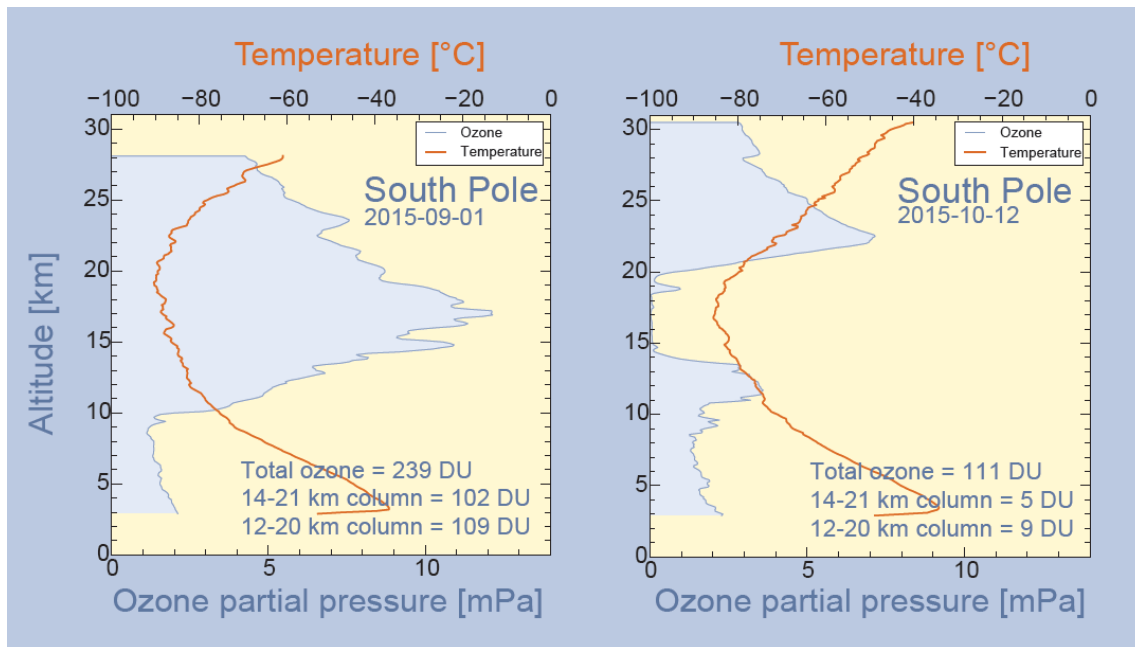 Temperature [°C]
−100 −80 −60 −40 −20 0
30
25
20
15
10
5
0
Altitude [km]
Ozone
Temperature
South Pole
2015-09-01
Total ozone = 239 DU
14-21 km column = 102 DU
12-20 km column = 109 DU
0 5 10
Ozone partial pressure [mPa]
Temperature [°C]
−100 −80 −60 −40 −20 0
30
25
20
15
10
5
0
Ozone
Temperature
South Pole
2015-10-12
Total ozone = 111 DU
14-21 km column = 5 DU
12-20 km column = 9 DU
0 5 10
Ozone partial pressure [mPa]